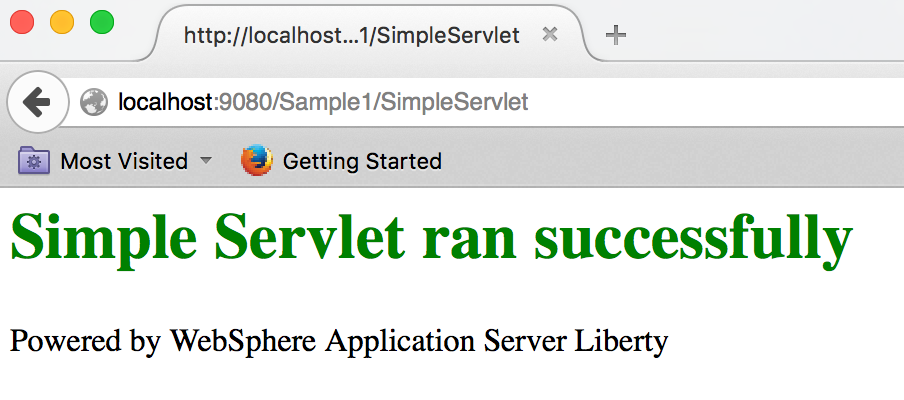 http://localhost...1/SimpleServlet
localhost:9080/Sample1/SimpleServlet
Most Visited
Getting Started
Simple Servlet ran successfully
Powered by WebSphere Application Server Liberty